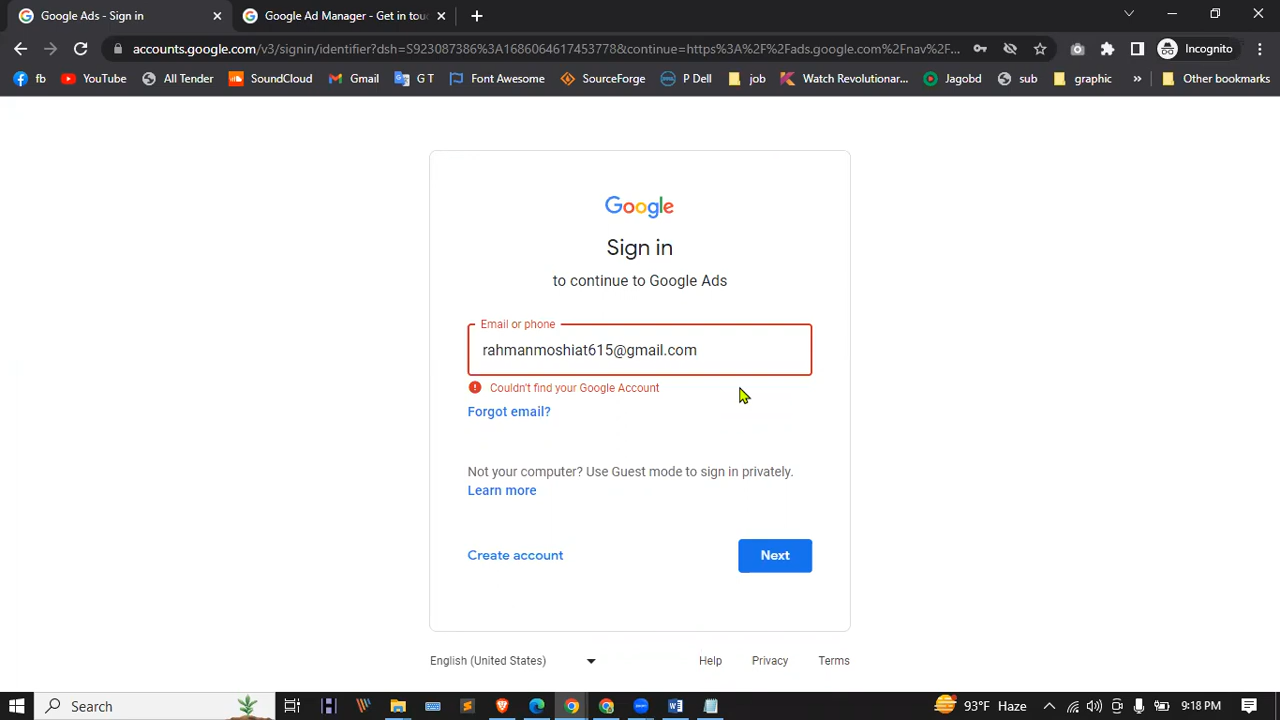 Google Ads - Sign in
Google Ad Manager - Get in touc
accounts.google.com/v3/signin/identifier?dsh=S923087386%3A1686064617453778&continue=https%3A%2F%2Fads.google.com%2Fnav%2F...
Incognito
fb
YouTube
All Tender
SoundCloud
Gmail
G T
Font Awesome
SourceForge
P Dell
job
Watch Revolutionar...
Jagobd
sub
graphic
Other bookmarks
Google
Sign in
to continue to Google Ads
Email or phone
rahmanmoshiat615@gmail.com
Couldn't find your Google Account
Forgot email?
Not your computer? Use Guest mode to sign in privately.
Learn more
Create account
Next
English (United States)
Help
Privacy
Terms
Search
93°F Haze
9:18 PM